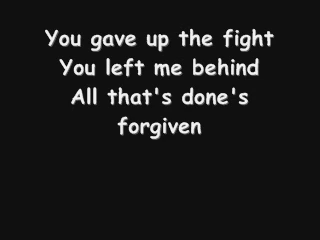 You gave up the fight
You left me behind
All that's done's
forgiven